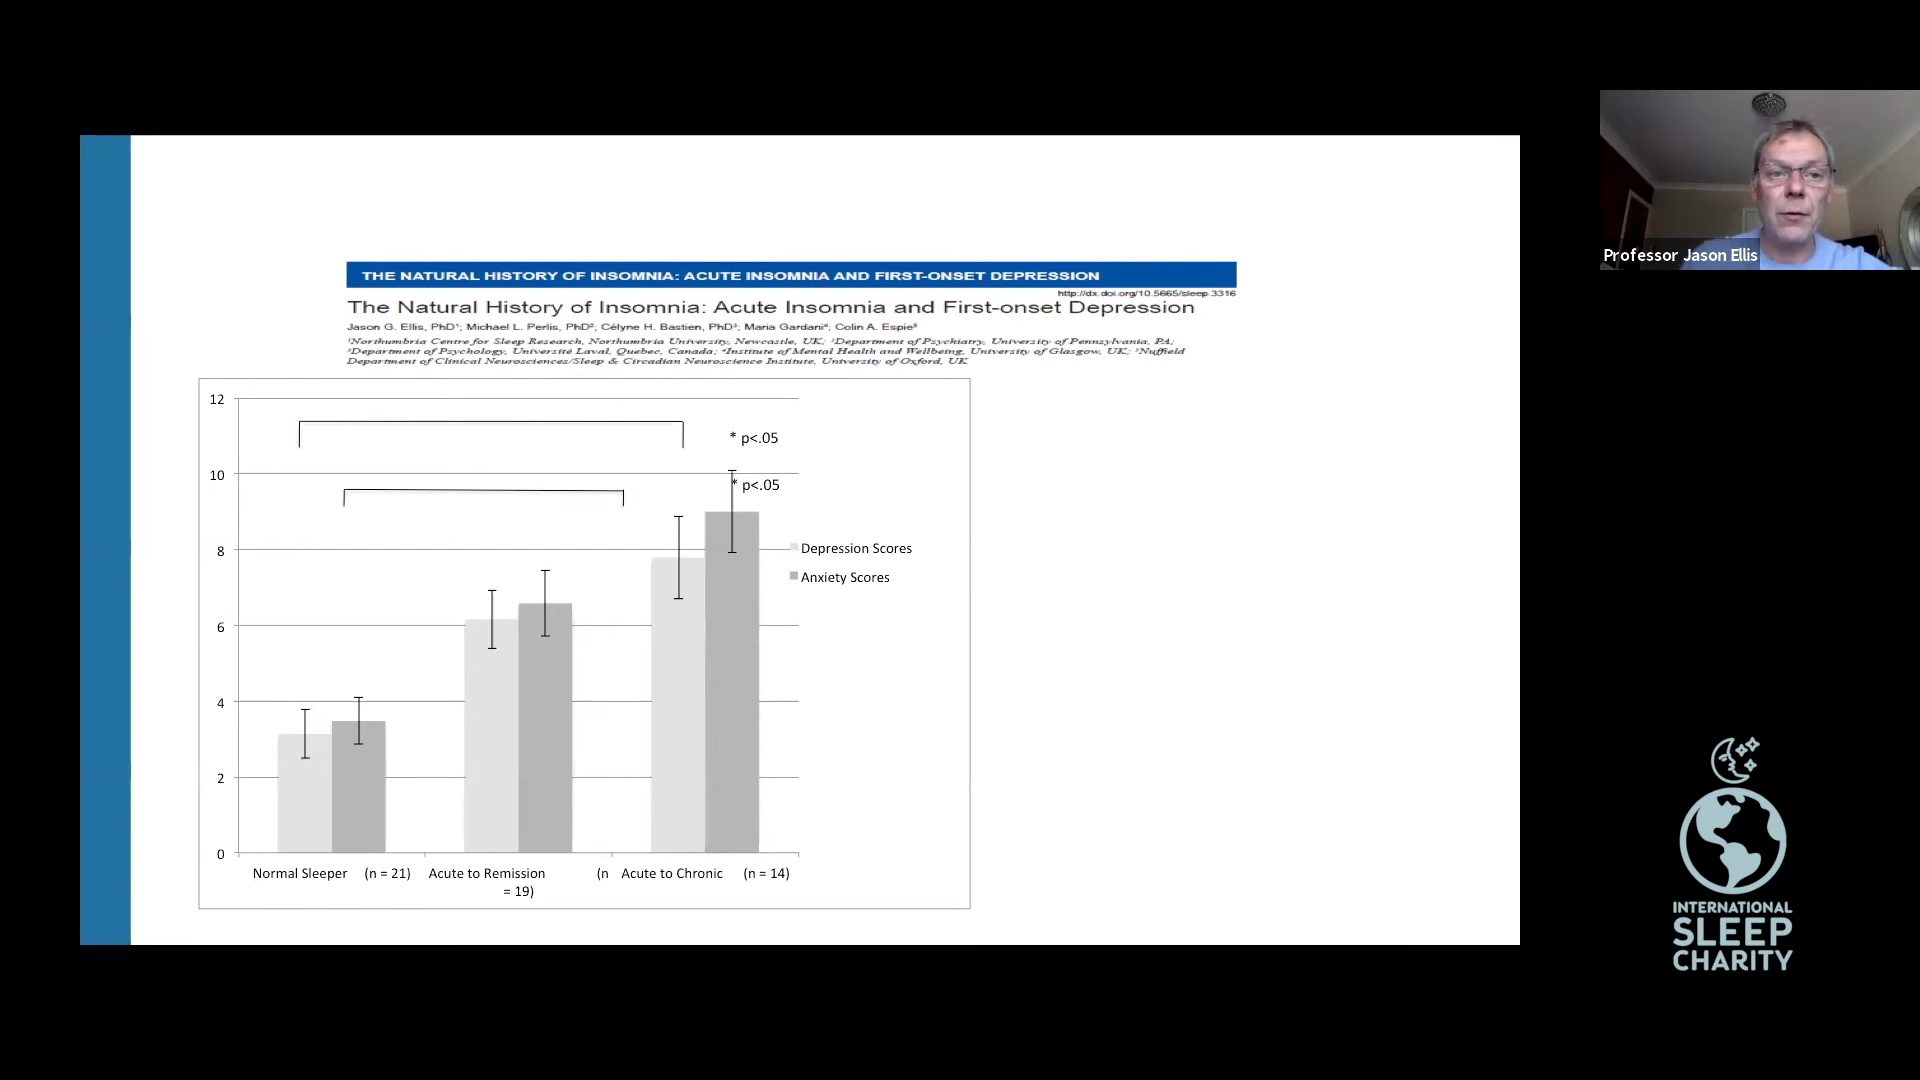 THE NATURAL HISTORY OF INSOMNIA: ACUTE INSOMNIA AND FIRST-ONSET DEPRESSION
http://dx.doi.org/10.5665/sleep.3316
The Natural History of Insomnia: Acute Insomnia and First-onset Depression
Jason G. Ellis, PhD¹; Michael L. Perlis, PhD²; Célyne H. Bastien, PhD³; Maria Gardani⁴; Colin A. Espie⁵
¹Northumbria Centre for Sleep Research, Northumbria University, Newcastle, UK; ²Department of Psychiatry, University of Pennsylvania, PA;
³Department of Psychology, Université Laval, Quebec, Canada; ⁴Institute of Mental Health and Wellbeing, University of Glasgow, UK; ⁵Nuffield
Department of Clinical Neurosciences/Sleep & Circadian Neuroscience Institute, University of Oxford, UK
12
* p<.05
10
* p<.05
8
Depression Scores
Anxiety Scores
6
4
2
0
Normal Sleeper (n = 21) Acute to Remission (n Acute to Chronic (n = 14)
= 19)
Professor Jason Ellis
INTERNATIONAL
SLEEP
CHARITY